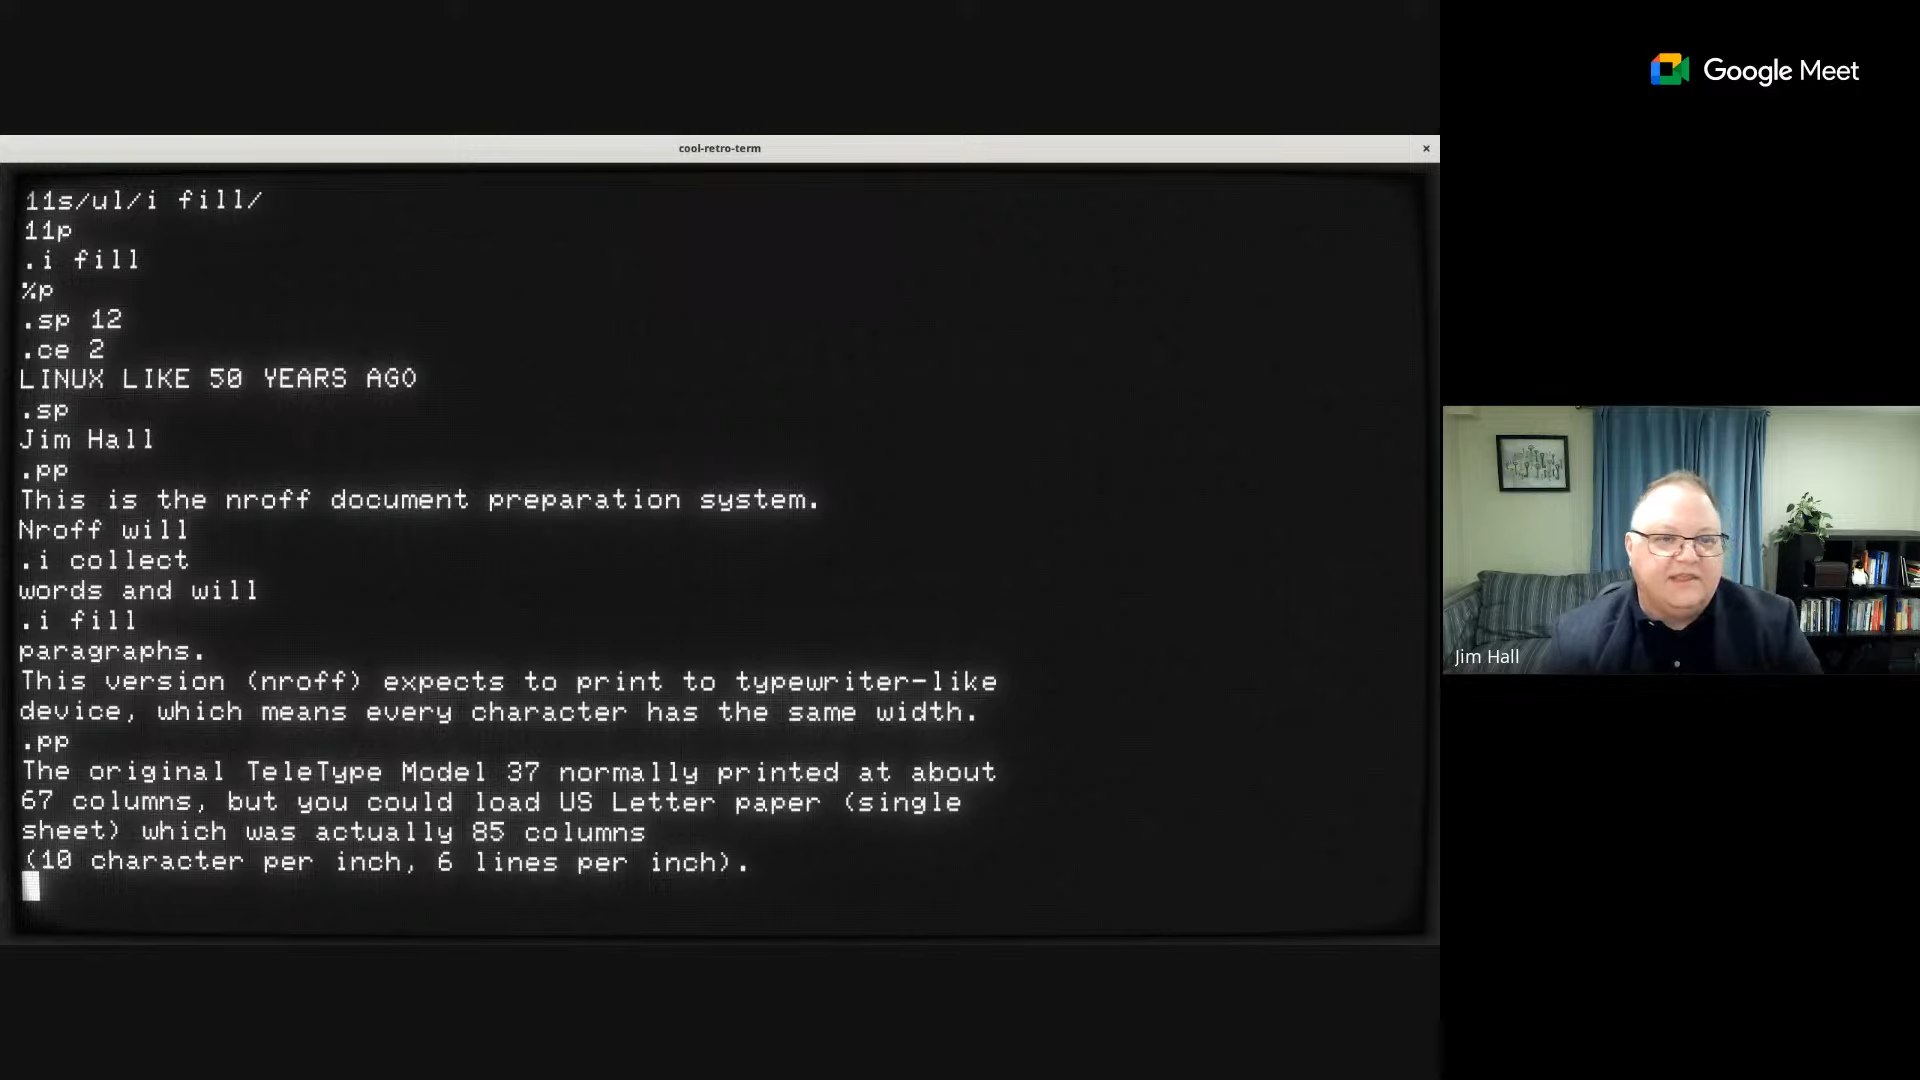 Google Meet
cool-retro-term
×
11s/ul/i fill/
11p
.i fill
%p
.sp 12
.ce 2
LINUX LIKE 50 YEARS AGO
.sp
Jim Hall
.pp
This is the nroff document preparation system.
Nroff will
.i collect
words and will
.i fill
paragraphs.
This version (nroff) expects to print to typewriter-like
device, which means every character has the same width.
.pp
The original TeleType Model 37 normally printed at about
67 columns, but you could load US Letter paper (single
sheet) which was actually 85 columns
(10 character per inch, 6 lines per inch).
Jim Hall